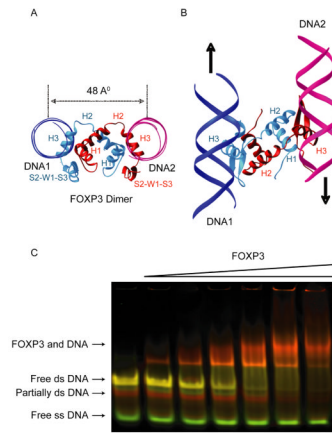 A
B
DNA2
48 A⁰
H2
H2
H3
H3
H1
H1
DNA1
DNA2
S2-W1-S3
S2-W1-S3
FOXP3 Dimer
H3
H2
H1
H2
H3
DNA1
C
FOXP3
FOXP3 and DNA
Free ds DNA
Partially ds DNA
Free ss DNA